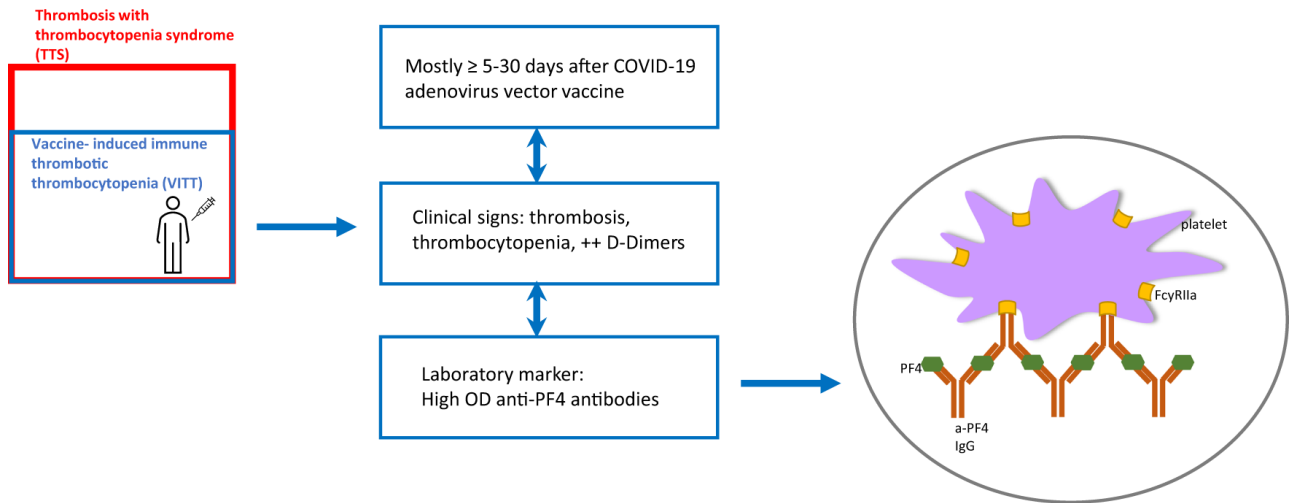 Thrombosis with
thrombocytopenia syndrome
(TTS)
Vaccine- induced immune
thrombotic
thrombocytopenia (VITT)
Mostly ≥ 5-30 days after COVID-19
adenovirus vector vaccine
Clinical signs: thrombosis,
thrombocytopenia, ++ D-Dimers
Laboratory marker:
High OD anti-PF4 antibodies
platelet
FcyRIIa
PF4
a-PF4
IgG